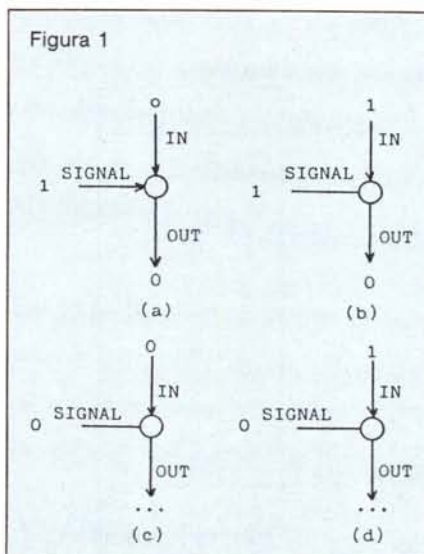 Figura 1
0 1
IN IN
1 SIGNAL 1 SIGNAL
OUT OUT
0 0
(a) (b)
0 1
IN IN
0 SIGNAL 0 SIGNAL
OUT OUT
... ...
(c) (d)